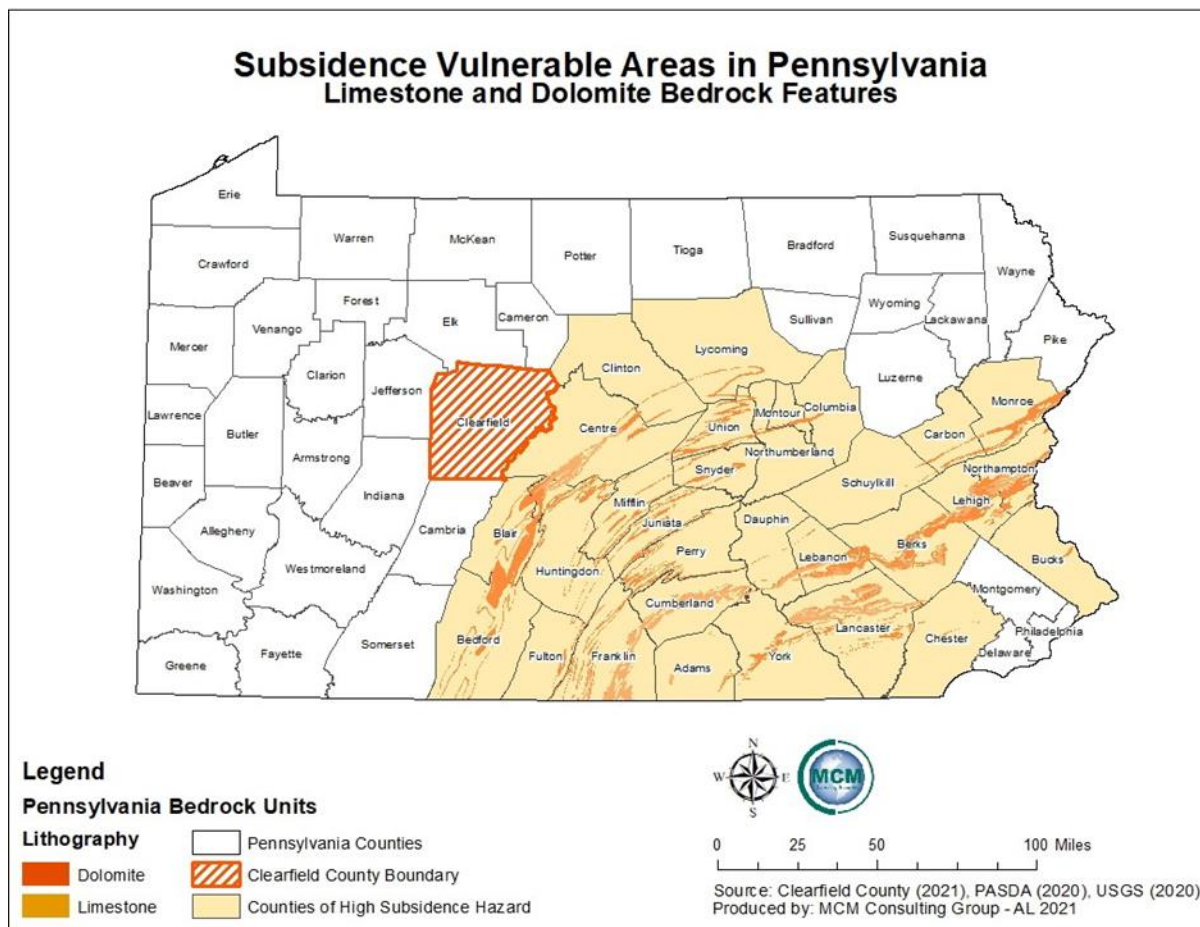 Subsidence Vulnerable Areas in Pennsylvania
Limestone and Dolomite Bedrock Features
Erie
Warren
McKean
Potter
Tioga
Bradford
Susquehanna
Wayne
Crawford
Forest
Elk
Cameron
Sullivan
Wyoming
Lackawana
Pike
Mercer
Venango
Clarion
Jefferson
Clearfield
Clinton
Lycoming
Luzerne
Monroe
Lawrence
Butler
Armstrong
Centre
Union
Montour
Columbia
Carbon
Northumberland
Snyder
Northampton
Beaver
Indiana
Schuylkill
Lehigh
Allegheny
Cambria
Blair
Mifflin
Juniata
Dauphin
Lebanon
Berks
Bucks
Westmoreland
Huntingdon
Perry
Washington
Cumberland
Montgomery
Lancaster
Philadelphia
Somerset
Bedford
Fulton
Franklin
Adams
York
Chester
Delaware
Greene
Fayette
Legend
Pennsylvania Bedrock Units
Lithography
Dolomite
Limestone
Pennsylvania Counties
Clearfield County Boundary
Counties of High Subsidence Hazard
N
W
E
S
MCM
0 25 50 100 Miles
Source: Clearfield County (2021), PASDA (2020), USGS (2020)
Produced by: MCM Consulting Group - AL 2021